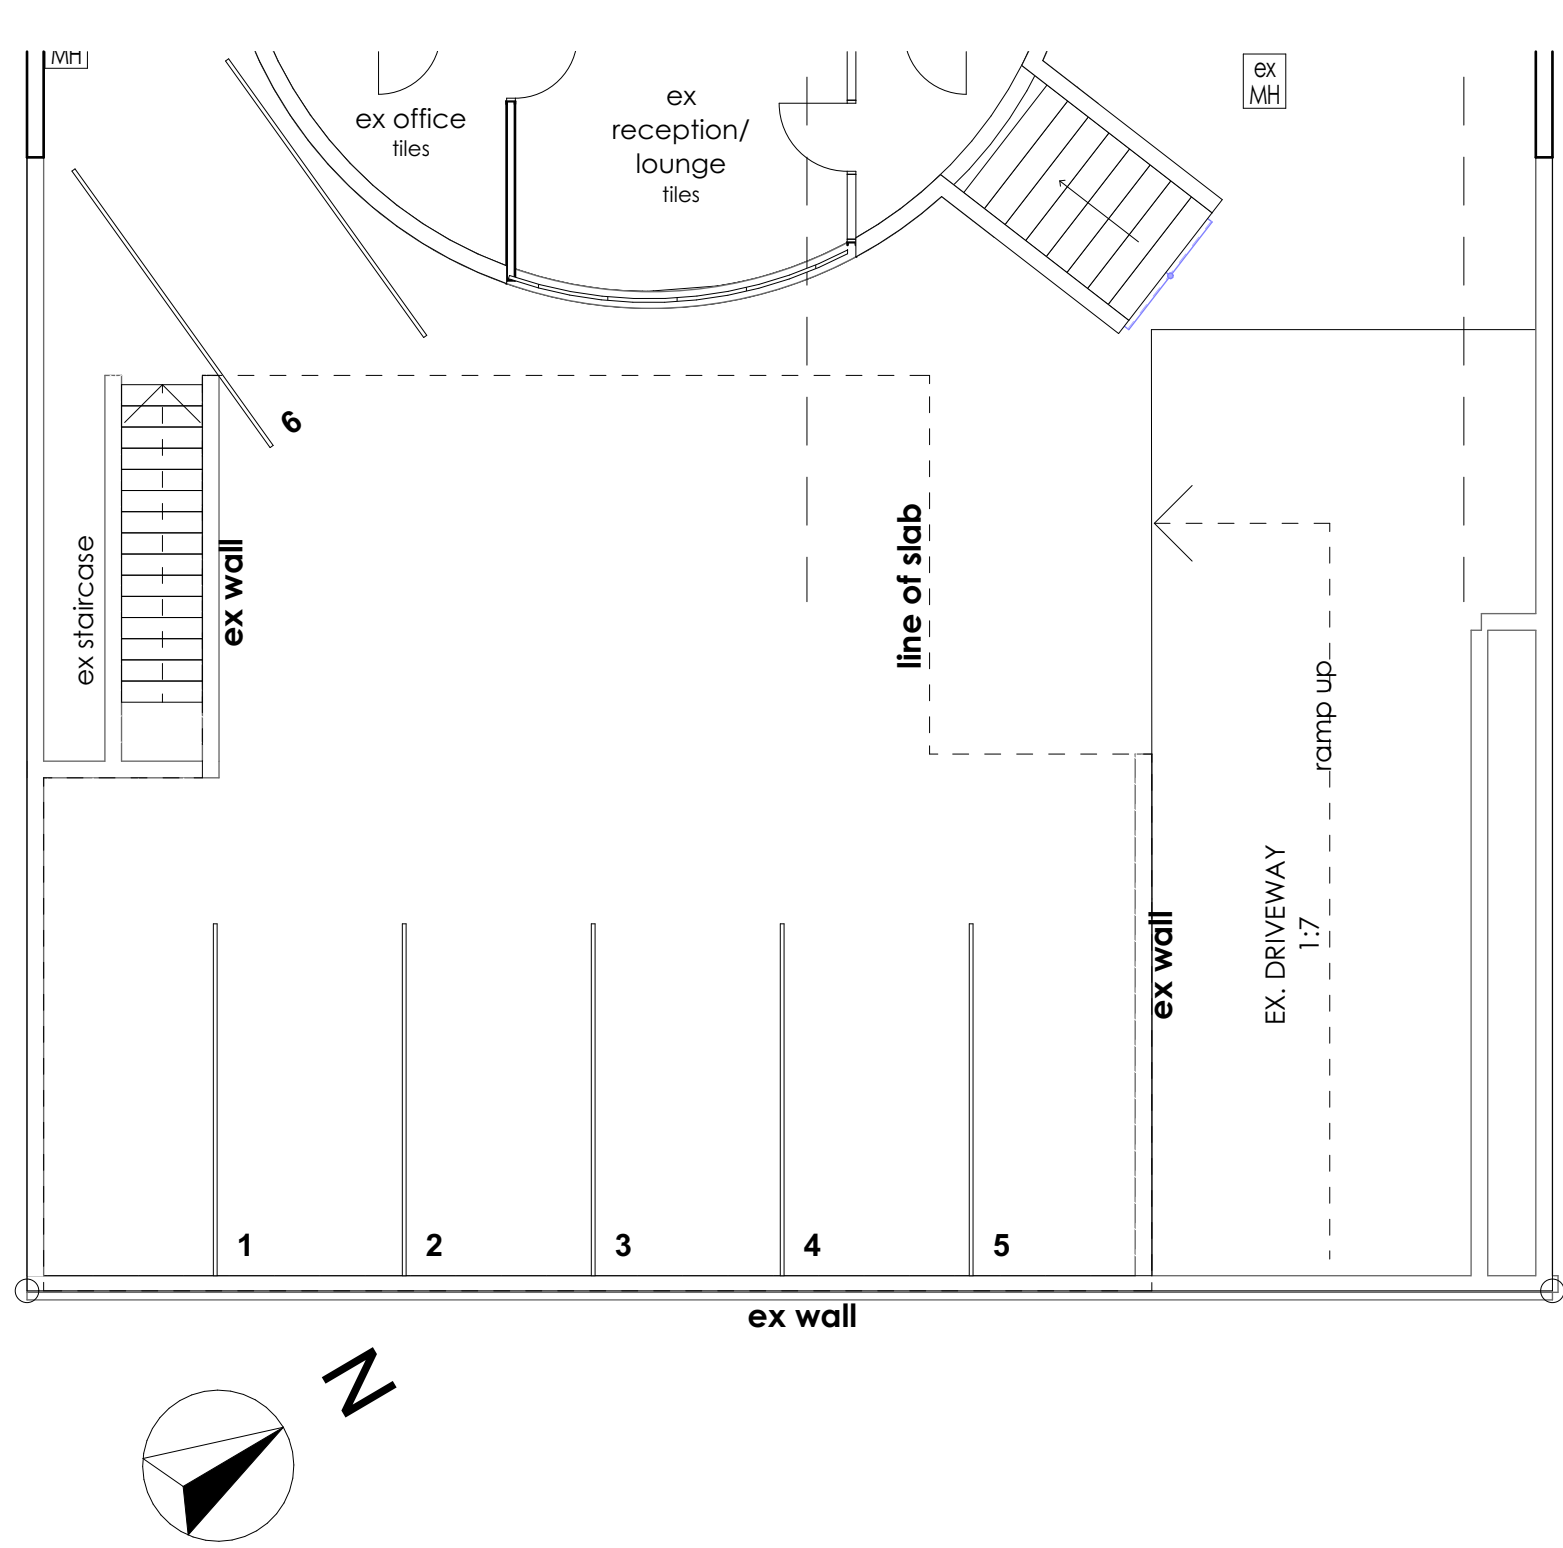 MH
ex
MH
ex office
tiles
ex
reception/
lounge
tiles
6
ex staircase
ex wall
line of slab
ramp up
EX. DRIVEWAY
1:7
ex wall
1
2
3
4
5
ex wall
N